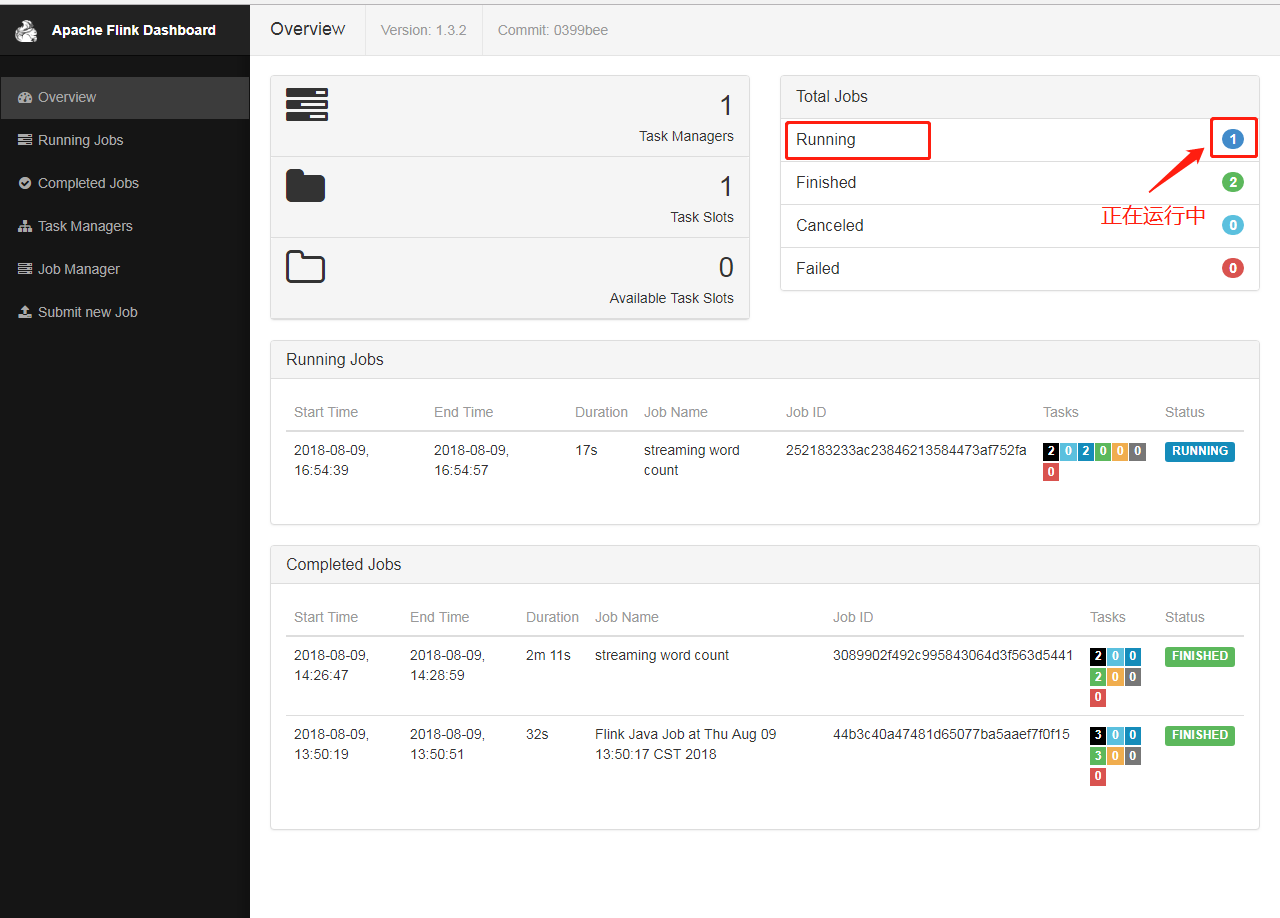 Apache Flink Dashboard
Overview
Version: 1.3.2
Commit: 0399bee
Overview
Running Jobs
Completed Jobs
Task Managers
Job Manager
Submit new Job
1
Task Managers
1
Task Slots
0
Available Task Slots
Total Jobs
Running 1
Finished 2
正在运行中
Canceled 0
Failed 0
Running Jobs
Start Time End Time Duration Job Name Job ID Tasks Status
2018-08-09, 2018-08-09, 17s streaming word 252183233ac23846213584473af752fa 2 0 2 0 0 0 RUNNING
16:54:39 16:54:57 count 0
Completed Jobs
Start Time End Time Duration Job Name Job ID Tasks Status
2018-08-09, 2018-08-09, 2m 11s streaming word count 3089902f492c995843064d3f563d5441 2 0 0 FINISHED
14:26:47 14:28:59 2 0 0
0
2018-08-09, 2018-08-09, 32s Flink Java Job at Thu Aug 09 44b3c40a47481d65077ba5aaef7f0f15 3 0 0 FINISHED
13:50:19 13:50:51 13:50:17 CST 2018 3 0 0
0